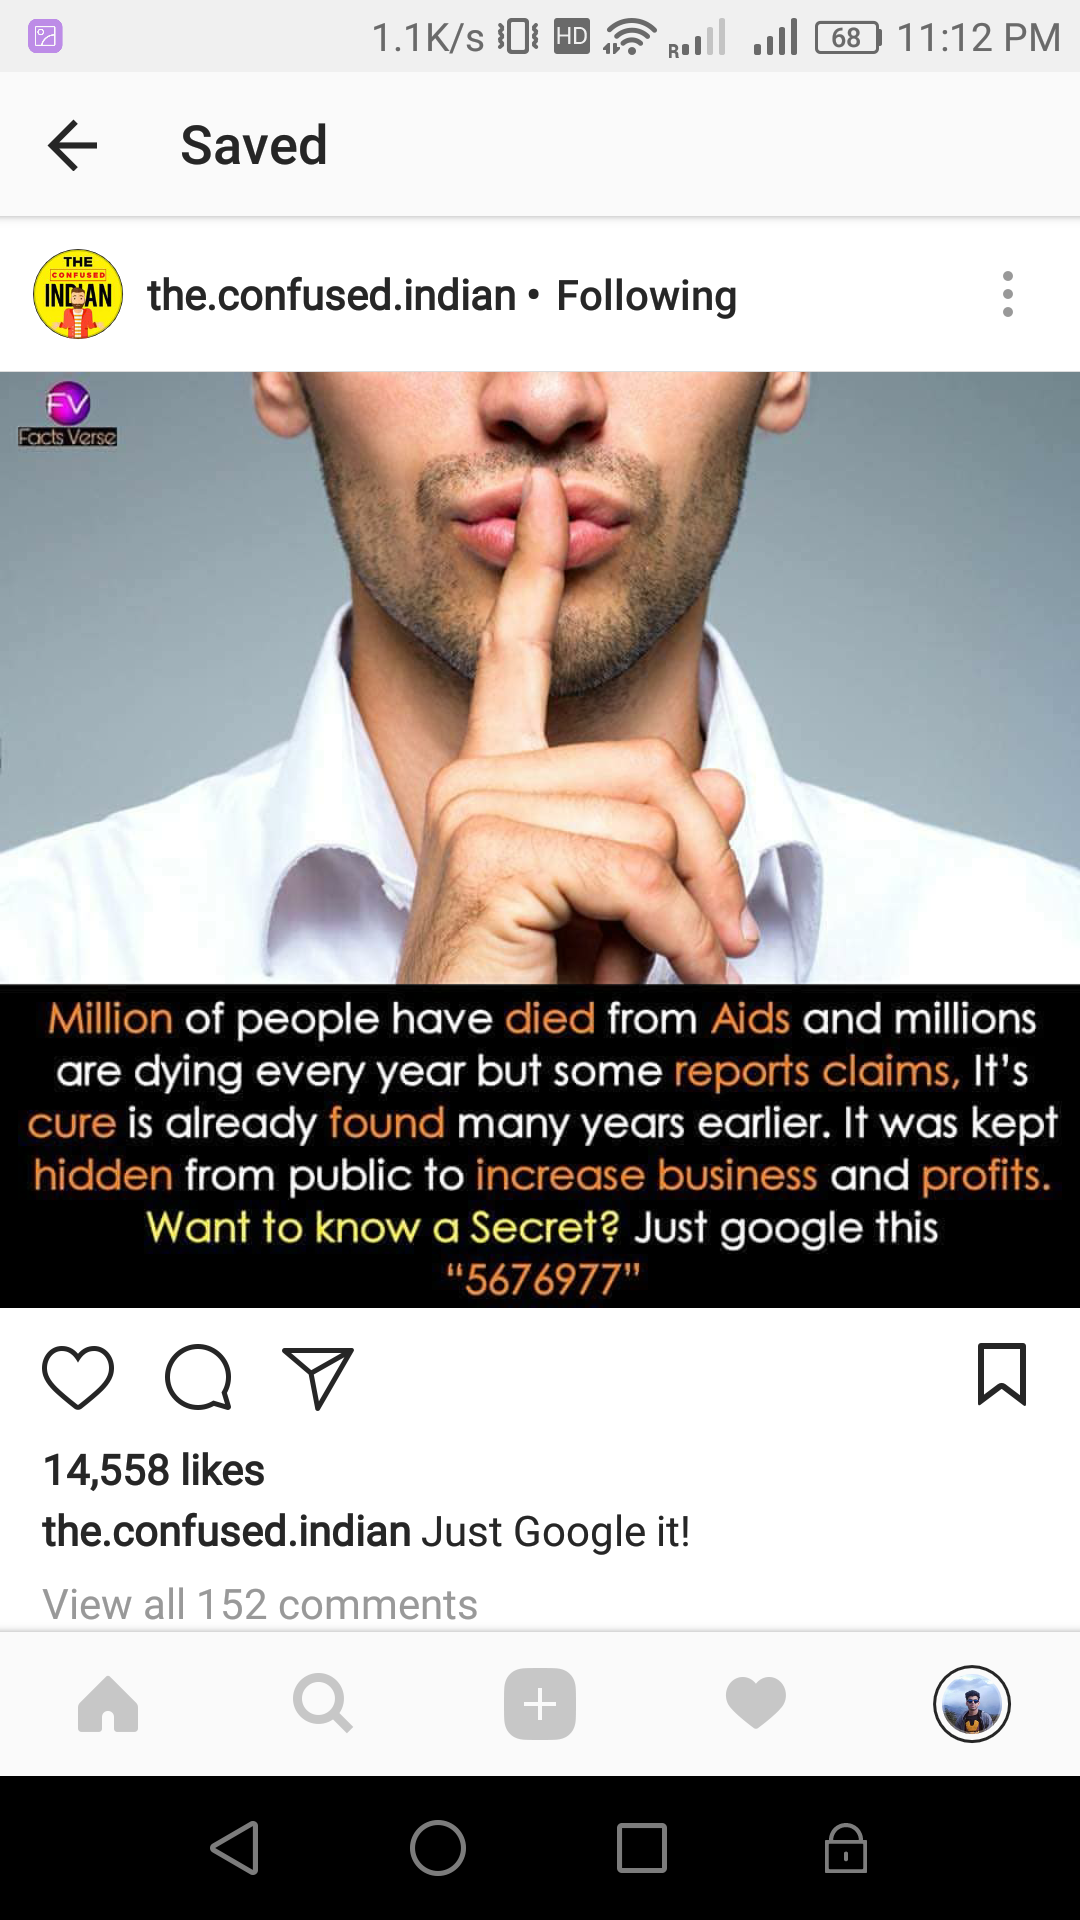 1.1K/s HD R 68 11:12 PM
Saved
THE
CONFUSED
INDIAN
the.confused.indian • Following
FV
Facts Verse
Million of people have died from Aids and millions
are dying every year but some reports claims, It's
cure is already found many years earlier. It was kept
hidden from public to increase business and profits.
Want to know a Secret? Just google this
“5676977”
14,558 likes
the.confused.indian Just Google it!
View all 152 comments